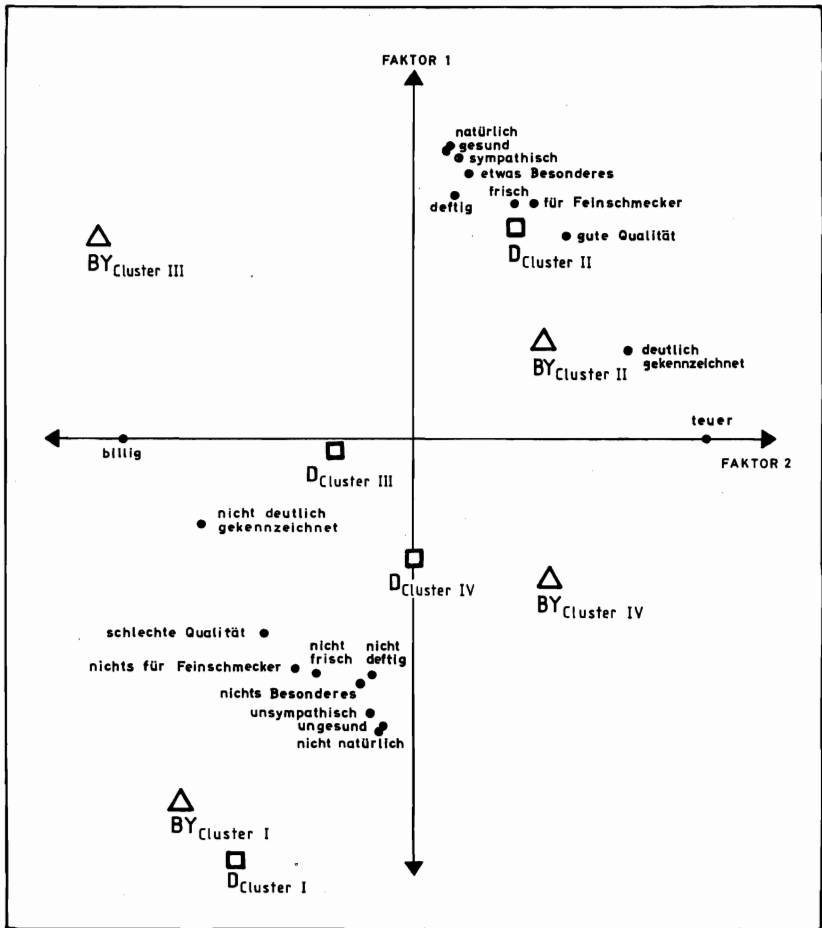 FAKTOR 1
natürlich
gesund
sympathisch
etwas Besonderes
frisch
für Feinschmecker
deftig
gute Qualität
D Cluster II
BY Cluster III
BY Cluster II
deutlich
gekennzeichnet
teuer
billig
FAKTOR 2
D Cluster III
nicht deutlich
gekennzeichnet
D Cluster IV
BY Cluster IV
schlechte Qualität
nicht
frisch
nicht
deftig
nichts für Feinschmecker
nichts Besonderes
unsympathisch
ungesund
nicht natürlich
BY Cluster I
D Cluster I